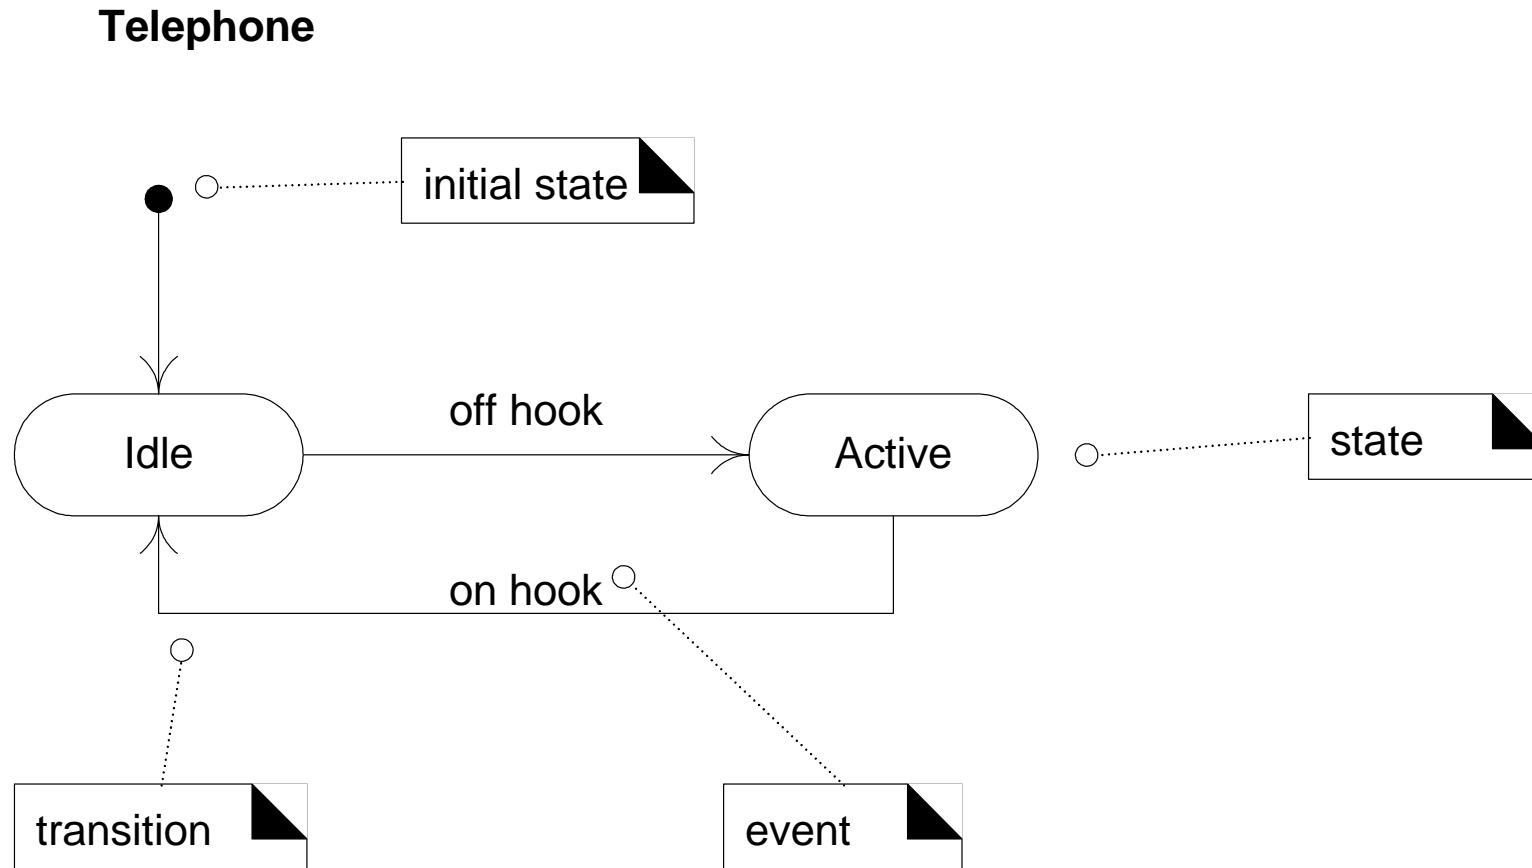 Telephone
initial state
off hook
Idle
Active
state
on hook
transition
event